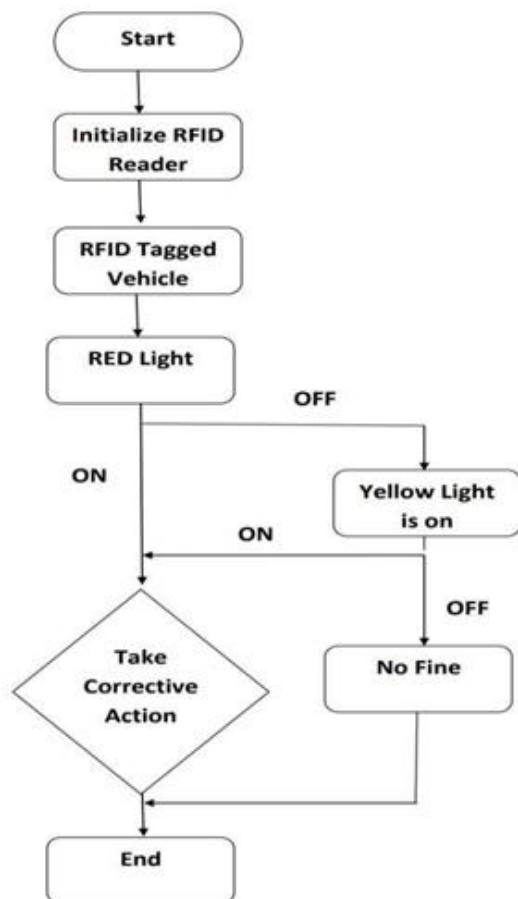 Start
Initialize RFID
Reader
RFID Tagged
Vehicle
RED Light
OFF
ON
Yellow Light
is on
ON
OFF
Take
Corrective
Action
No Fine
End